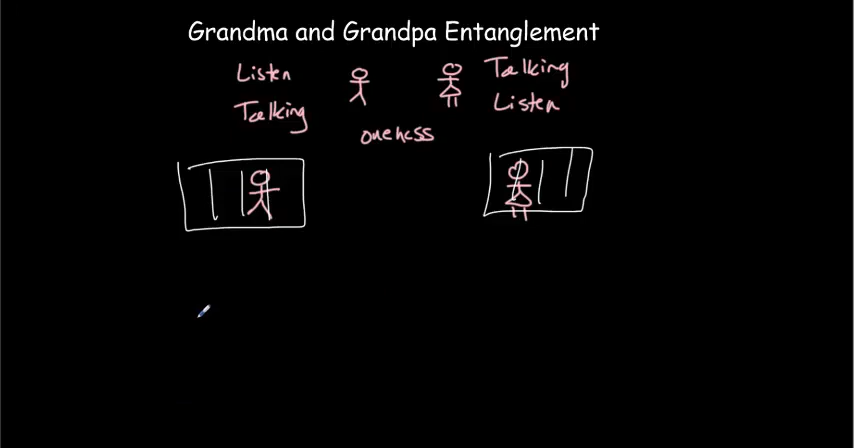 Grandma and Grandpa Entanglement
Listen
Talking
Talking
Listen
oneness